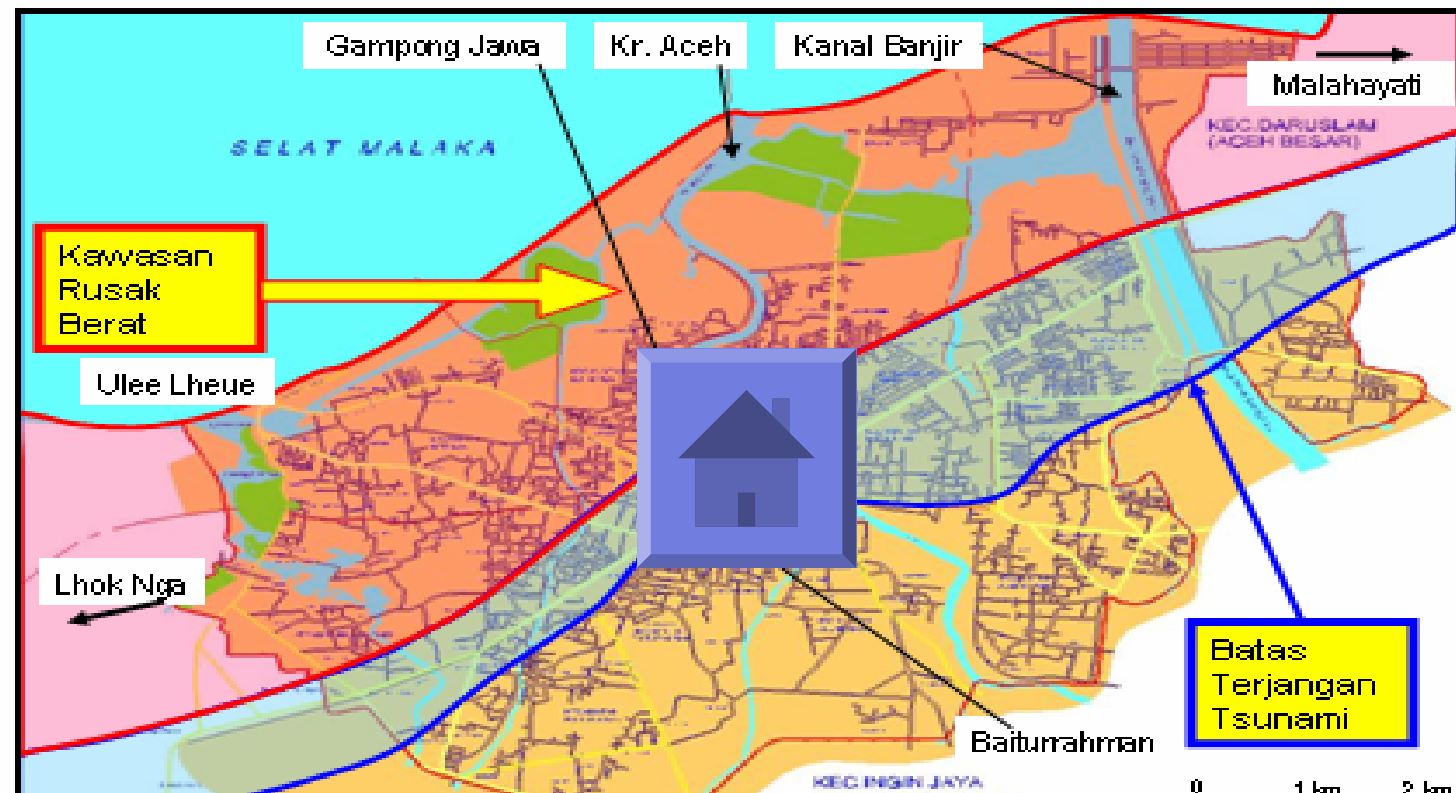 Gampong Jawa
Kr. Aceh
Kanal Banjir
Malahayati
SELAT MALAKA
KEC.DARUSLAM
(ACEH BESAR)
Kawasan
Rusak
Berat
Ulee Lheue
Lhok Nga
Batas
Terjangan
Tsunami
Baiturrahman
KEC.INGIN JAYA
0 1 km 2 km